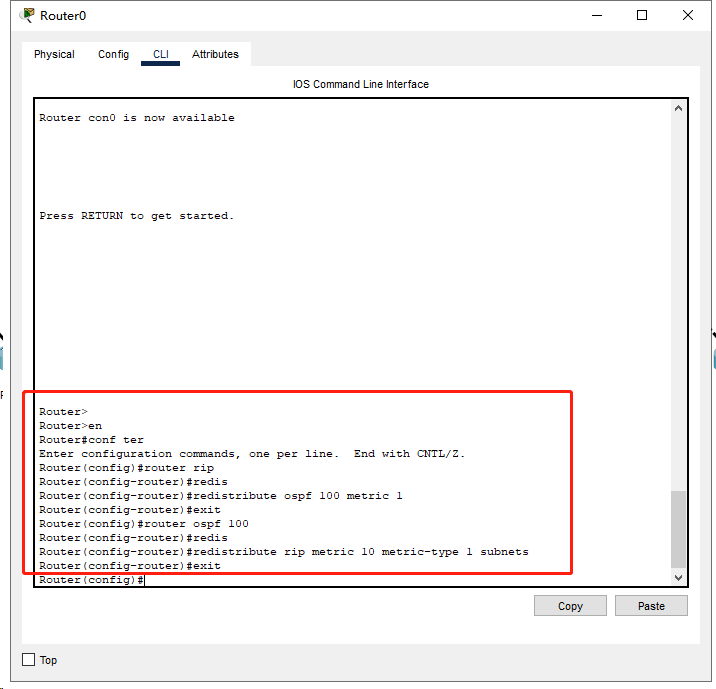 Router0
Physical Config CLI Attributes
IOS Command Line Interface
Router con0 is now available
Press RETURN to get started.
Router>
Router>en
Router#conf ter
Enter configuration commands, one per line.  End with CNTL/Z.
Router(config)#router rip
Router(config-router)#redis
Router(config-router)#redistribute ospf 100 metric 1
Router(config-router)#exit
Router(config)#router ospf 100
Router(config-router)#redis
Router(config-router)#redistribute rip metric 10 metric-type 1 subnets
Router(config-router)#exit
Router(config)#
Copy Paste
Top